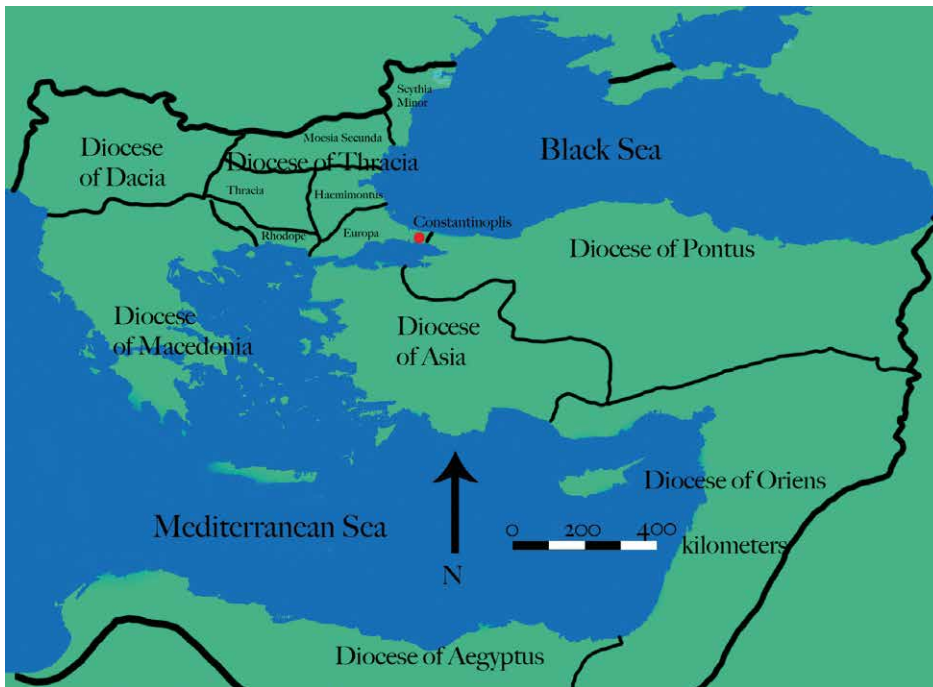 Scythia
Minor
Moesia Secunda
Diocese
of Dacia
Diocese of Thracia
Black Sea
Thracia
Haemimontus
Constantinoplis
Rhodope
Europa
Diocese of Pontus
Diocese
of Macedonia
Diocese
of Asia
Diocese of Oriens
Mediterranean Sea
0 200 400
kilometers
N
Diocese of Aegyptus